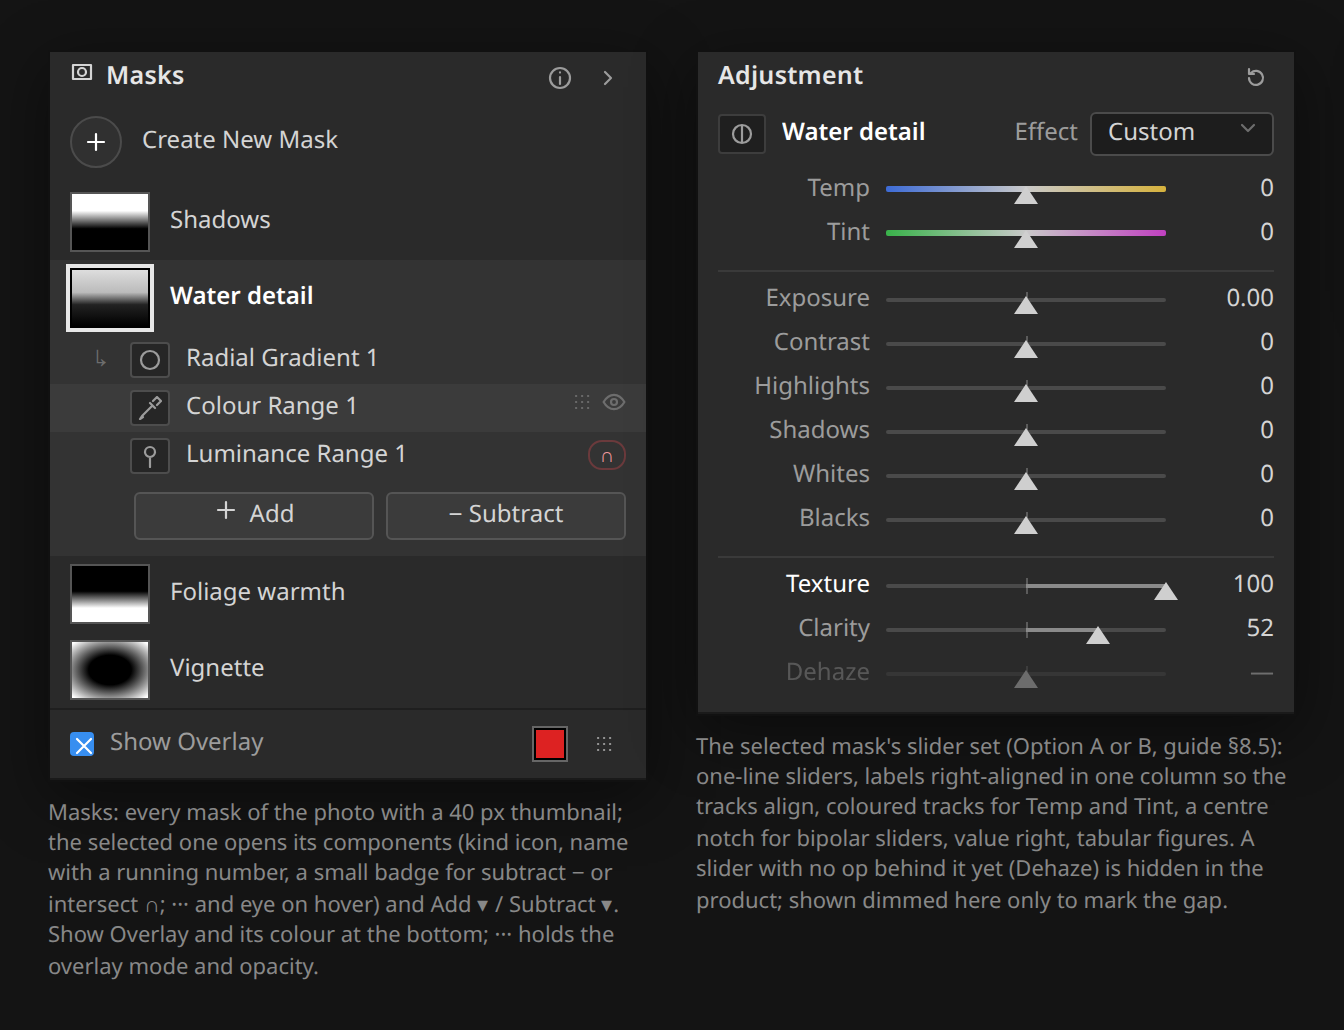 Masks
Create New Mask
Shadows
Water detail
Radial Gradient 1
Colour Range 1
Luminance Range 1 ∩
+ Add − Subtract
Foliage warmth
Vignette
Show Overlay
Masks: every mask of the photo with a 40 px thumbnail;
the selected one opens its components (kind icon, name
with a running number, a small badge for subtract − or
intersect ∩; ··· and eye on hover) and Add ▾ / Subtract ▾.
Show Overlay and its colour at the bottom; ··· holds the
overlay mode and opacity.
Adjustment
Water detail Effect Custom
Temp 0
Tint 0
Exposure 0.00
Contrast 0
Highlights 0
Shadows 0
Whites 0
Blacks 0
Texture 100
Clarity 52
Dehaze —
The selected mask's slider set (Option A or B, guide §8.5):
one-line sliders, labels right-aligned in one column so the
tracks align, coloured tracks for Temp and Tint, a centre
notch for bipolar sliders, value right, tabular figures. A
slider with no op behind it yet (Dehaze) is hidden in the
product; shown dimmed here only to mark the gap.